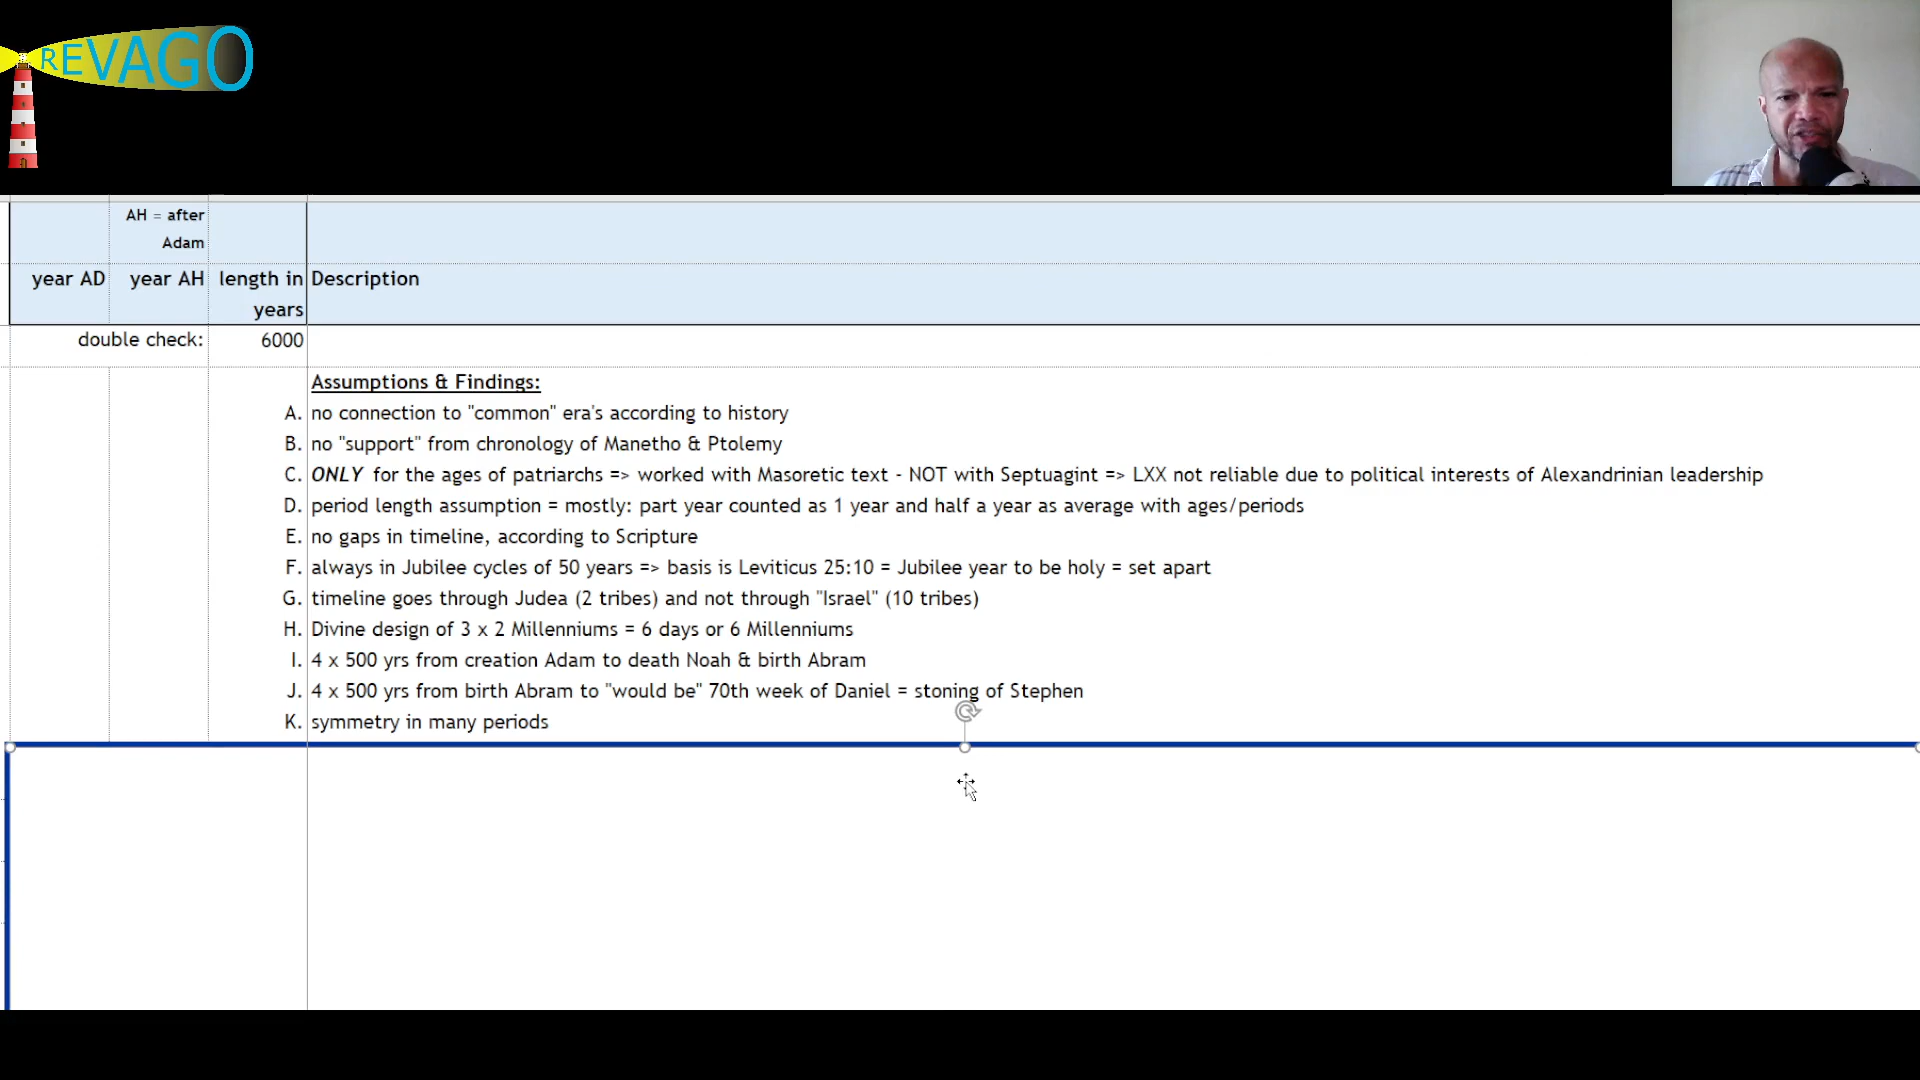 REVAGO
AH = after
Adam
year AD year AH length in Description
years
double check: 6000
Assumptions & Findings:
A. no connection to "common" era's according to history
B. no "support" from chronology of Manetho & Ptolemy
C. ONLY for the ages of patriarchs => worked with Masoretic text - NOT with Septuagint => LXX not reliable due to political interests of Alexandrinian leadership
D. period length assumption = mostly: part year counted as 1 year and half a year as average with ages/periods
E. no gaps in timeline, according to Scripture
F. always in Jubilee cycles of 50 years => basis is Leviticus 25:10 = Jubilee year to be holy = set apart
G. timeline goes through Judea (2 tribes) and not through "Israel" (10 tribes)
H. Divine design of 3 x 2 Millenniums = 6 days or 6 Millenniums
I. 4 x 500 yrs from creation Adam to death Noah & birth Abram
J. 4 x 500 yrs from birth Abram to "would be" 70th week of Daniel = stoning of Stephen
K. symmetry in many periods